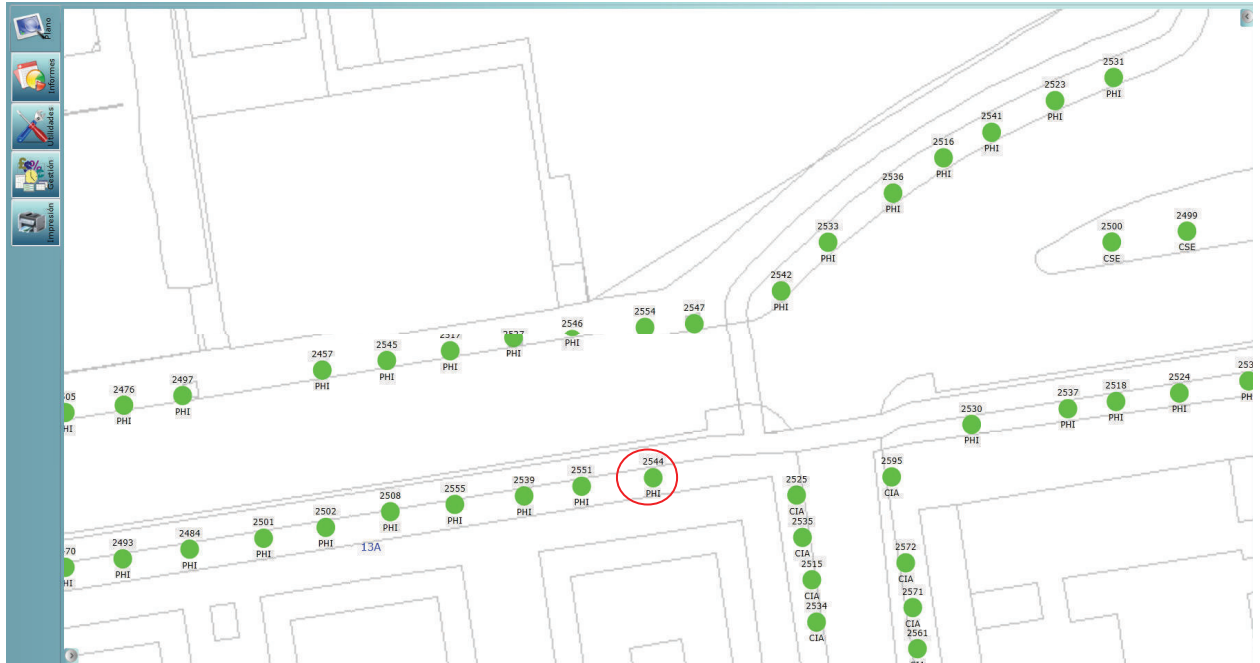 Plano
Informes
Utilidades
Gestión
Impresión
2531
PHI
2523
PHI
2541
PHI
2516
PHI
2536
PHI
2533
PHI
2542
PHI
2500
CSE
2499
CSE
2547
2554
2546
PHI
PHI
2517
PHI
2545
PHI
2457
PHI
2497
PHI
2476
PHI
2524
PHI
2518
PHI
2537
PHI
2530
PHI
2544
PHI
2551
PHI
2539
PHI
2555
PHI
2508
PHI
2502
PHI
2501
PHI
2484
PHI
2493
PHI
13A
2595
CIA
2525
CIA
2535
CIA
2515
CIA
2534
CIA
2572
CIA
2571
CIA
2561